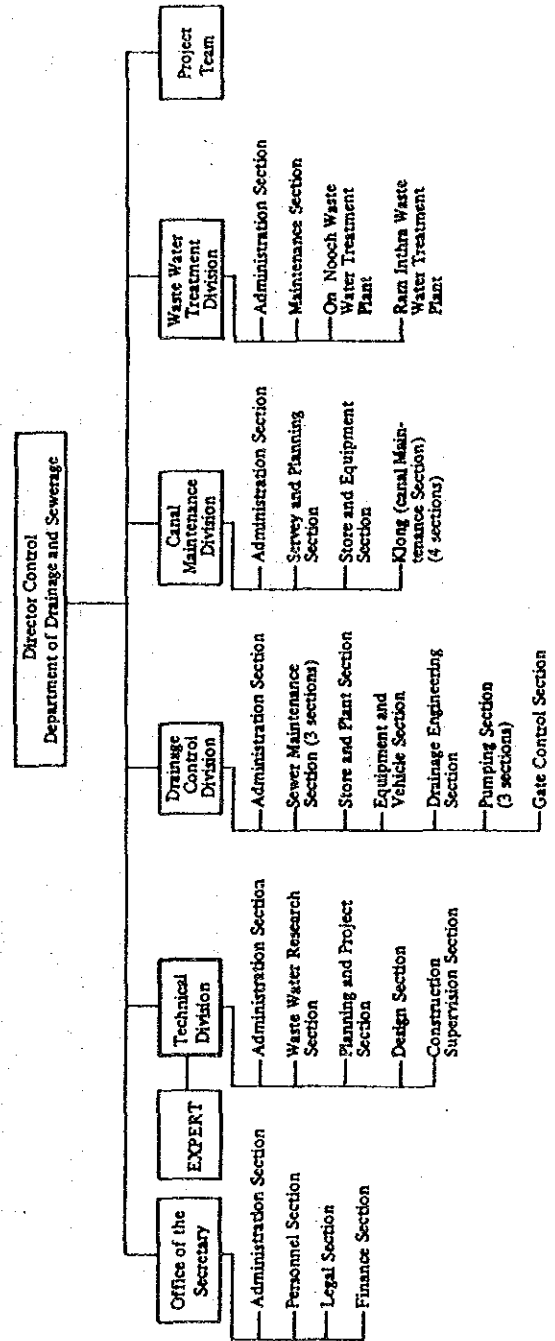 Director Control
Department of Drainage and Sewerage
Office of the
Secretary
Administration Section
Personnel Section
Legal Section
Finance Section
EXPERT
Technical
Division
Administration Section
Waste Water Research
Section
Planning and Project
Section
Design Section
Construction
Supervision Section
Drainage
Control
Division
Administration Section
Sewer Maintenance
Section (3 sections)
Store and Plant Section
Equipment and
Vehicle Section
Drainage Engineering
Section
Pumping Section
(3 sections)
Gate Control Section
Canal
Maintenance
Division
Administration Section
Servey and Planning
Section
Store and Equipment
Section
Klong (canal Main-
tenance Section)
(4 sections)
Waste Water
Treatment
Division
Administration Section
Maintenance Section
On Nooch Waste
Water Treatment
Plant
Ram Inthra Waste
Water Treatment
Plant
Project
Team